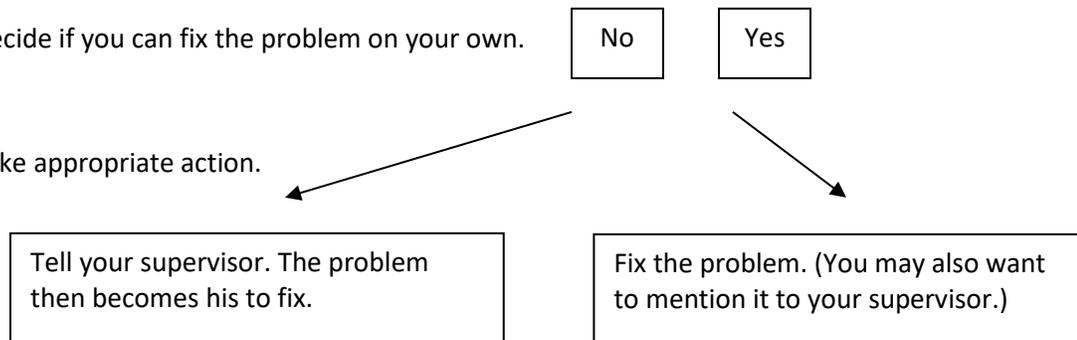 ecide if you can fix the problem on your own.
No
Yes
ke appropriate action.
Tell your supervisor. The problem
then becomes his to fix.
Fix the problem. (You may also want
to mention it to your supervisor.)